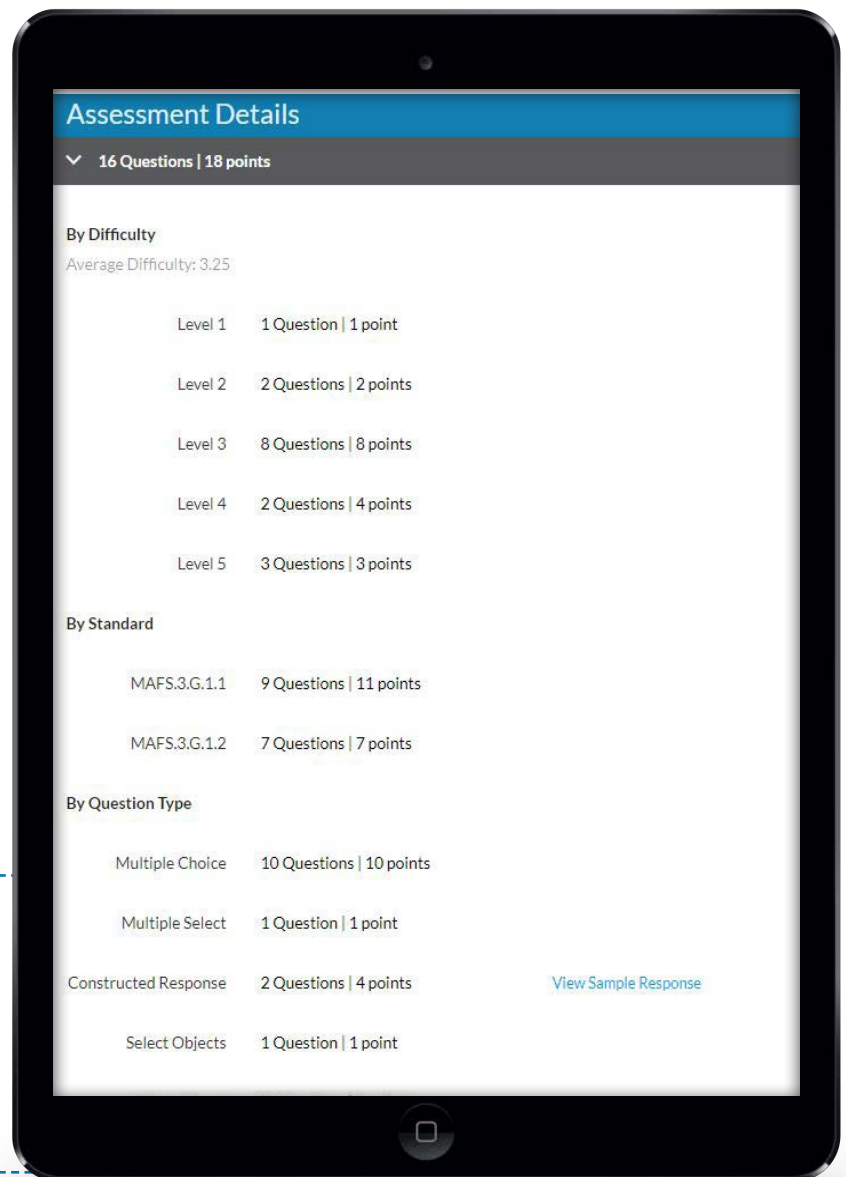 Assessment Details
16 Questions | 18 points
By Difficulty
Average Difficulty: 3.25
Level 1 1 Question | 1 point
Level 2 2 Questions | 2 points
Level 3 8 Questions | 8 points
Level 4 2 Questions | 4 points
Level 5 3 Questions | 3 points
By Standard
MAFS.3.G.1.1 9 Questions | 11 points
MAFS.3.G.1.2 7 Questions | 7 points
By Question Type
Multiple Choice 10 Questions | 10 points
Multiple Select 1 Question | 1 point
Constructed Response 2 Questions | 4 points View Sample Response
Select Objects 1 Question | 1 point